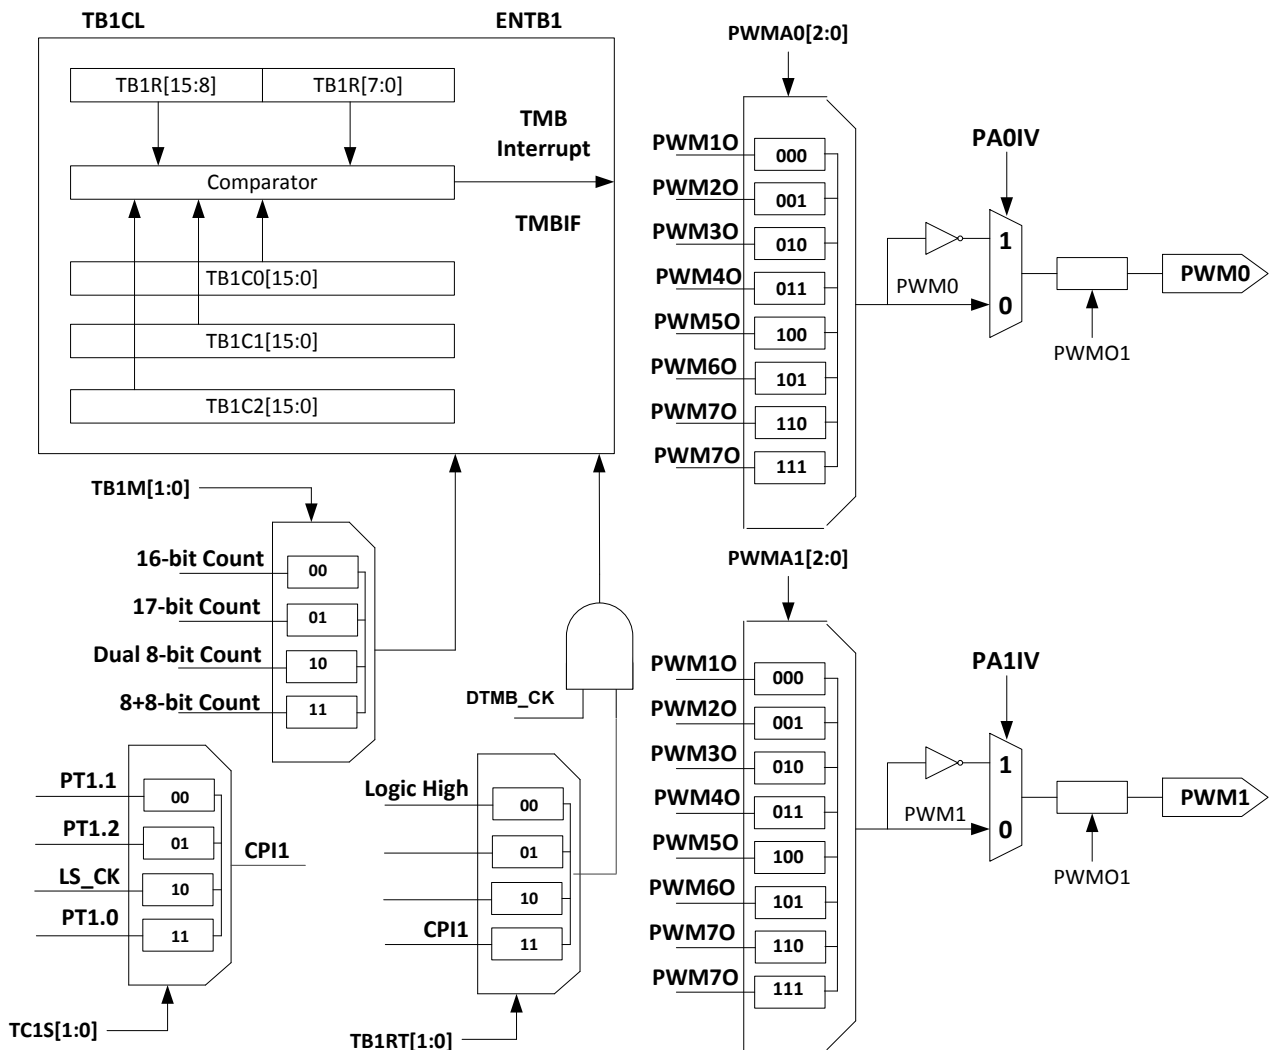 TB1CL
ENTB1
TB1R[15:8]
TB1R[7:0]
TMB
Interrupt
Comparator
TMBIF
TB1C0[15:0]
TB1C1[15:0]
TB1C2[15:0]
TB1M[1:0]
16-bit Count
00
17-bit Count
01
Dual 8-bit Count
10
8+8-bit Count
11
DTMB_CK
PT1.1
00
PT1.2
01
CPI1
LS_CK
10
PT1.0
11
TC1S[1:0]
Logic High
00
01
10
CPI1
11
TB1RT[1:0]
PWMA0[2:0]
PWM1O
000
PWM2O
001
PWM3O
010
PWM4O
011
PWM5O
100
PWM6O
101
PWM7O
110
PWM7O
111
PA0IV
1
PWM0
0
PWM0
PWMO1
PWMA1[2:0]
PWM1O
000
PWM2O
001
PWM3O
010
PWM4O
011
PWM5O
100
PWM6O
101
PWM7O
110
PWM7O
111
PA1IV
1
PWM1
0
PWM1
PWMO1